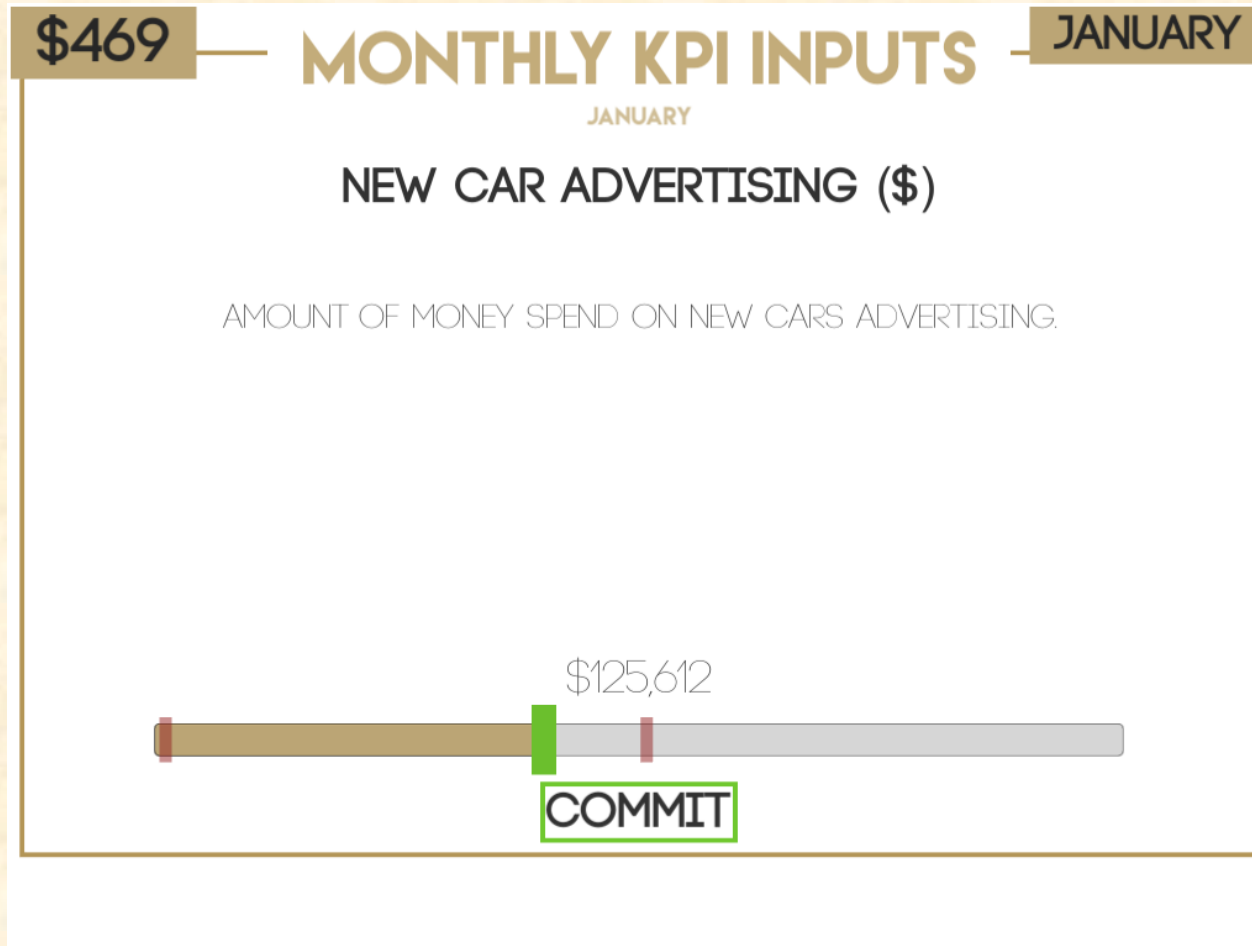 $469
MONTHLY KPI INPUTS
JANUARY
JANUARY
NEW CAR ADVERTISING ($)
AMOUNT OF MONEY SPEND ON NEW CARS ADVERTISING.
$125,612
COMMIT